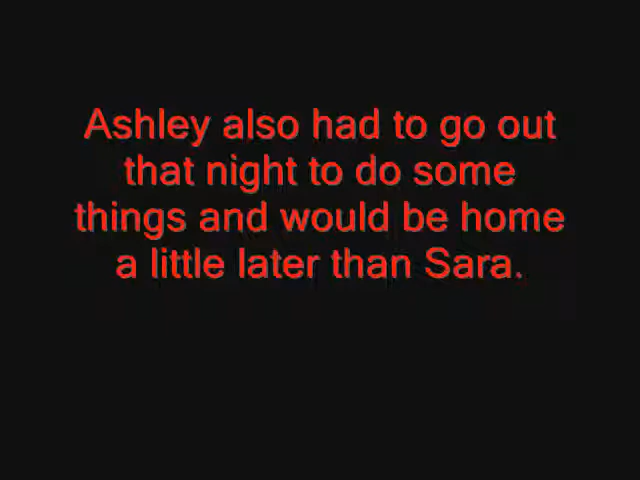 Ashley also had to go out
that night to do some
things and would be home
a little later than Sara.